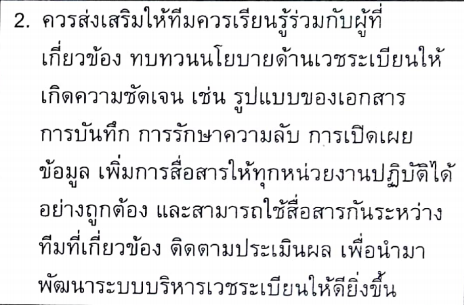 2. ควรส่งเสริมให้ทีมควรเรียนรู้ร่วมกับผู้ที่
เกี่ยวข้อง ทบทวนนโยบายด้านเวชระเบียนให้
เกิดความชัดเจน เช่น รูปแบบของเอกสาร
การบันทึก การรักษาความลับ การเปิดเผย
ข้อมูล เพิ่มการสื่อสารให้ทุกหน่วยงานปฏิบัติได้
อย่างถูกต้อง และสามารถใช้สื่อสารกันระหว่าง
ทีมที่เกี่ยวข้อง ติดตามประเมินผล เพื่อนำมา
พัฒนาระบบบริหารเวชระเบียนให้ดียิ่งขึ้น